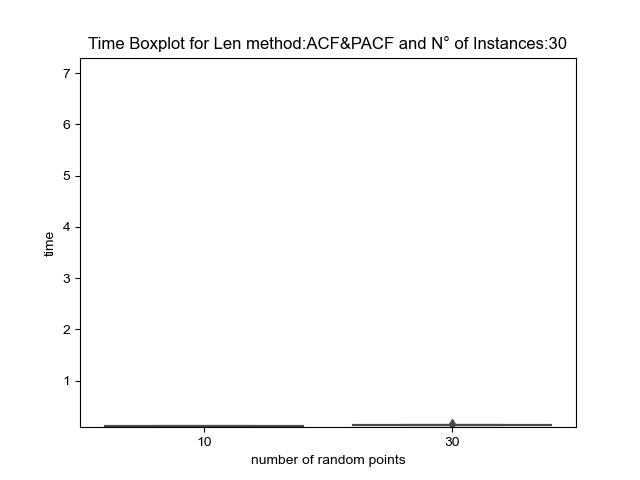 Time Boxplot for Len method:ACF&PACF and N° of Instances:30
7
6
5
4
3
2
1
time
10 30
number of random points